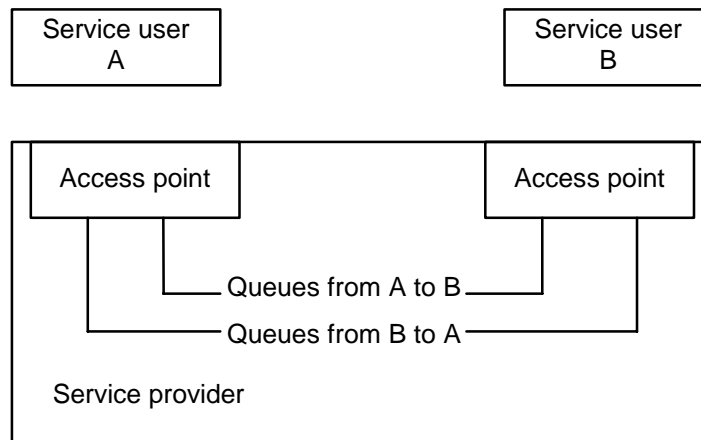 Service user
A
Service user
B
Access point
Access point
Queues from A to B
Queues from B to A
Service provider